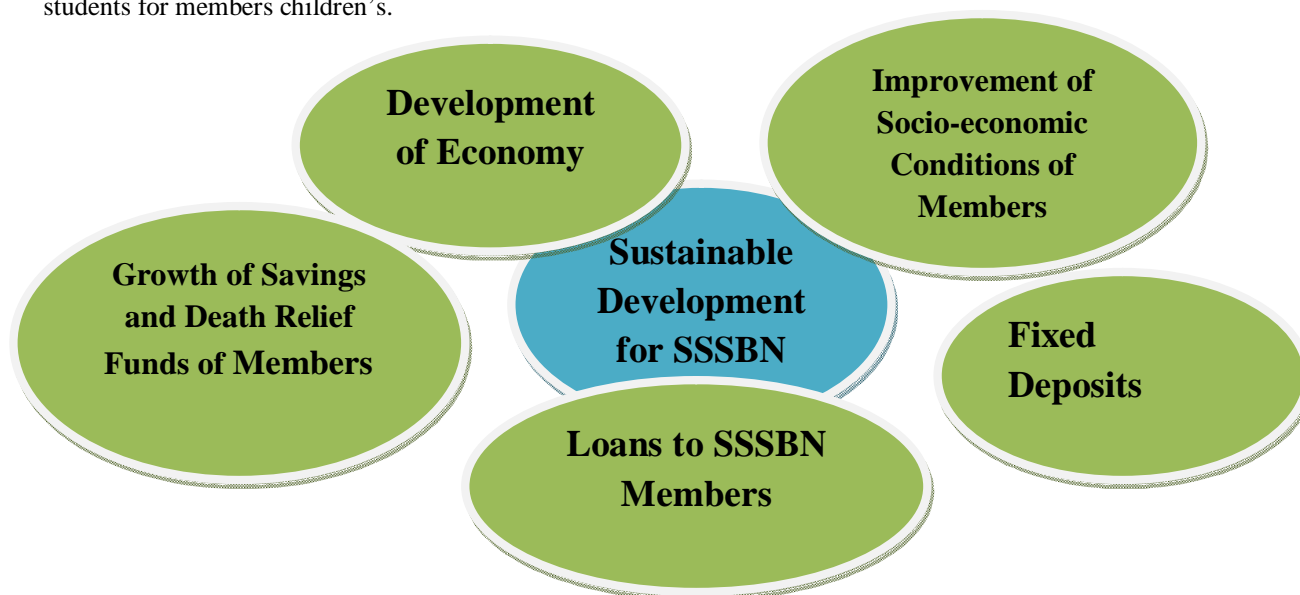 students for members children's.
Development
of Economy
Improvement of
Socio-economic
Conditions of
Members
Growth of Savings
and Death Relief
Funds of Members
Sustainable
Development
for SSSBN
Fixed
Deposits
Loans to SSSBN
Members